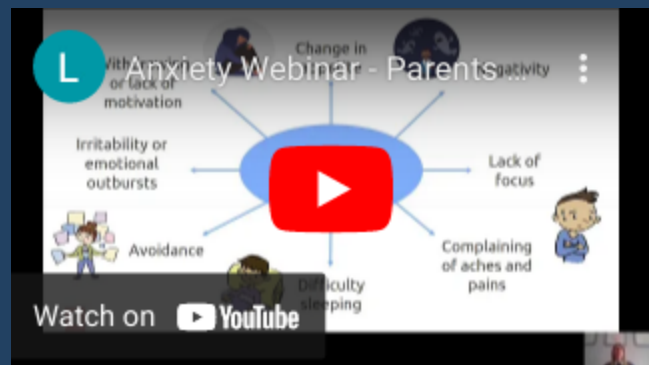 L
Anxiety Webinar - Parents ...
Change in
or lack of
motivation
Negativity
Irritability or
emotional
outbursts
Lack of
focus
Avoidance
Complaining
of aches and
pains
Difficulty
sleeping
Watch on YouTube